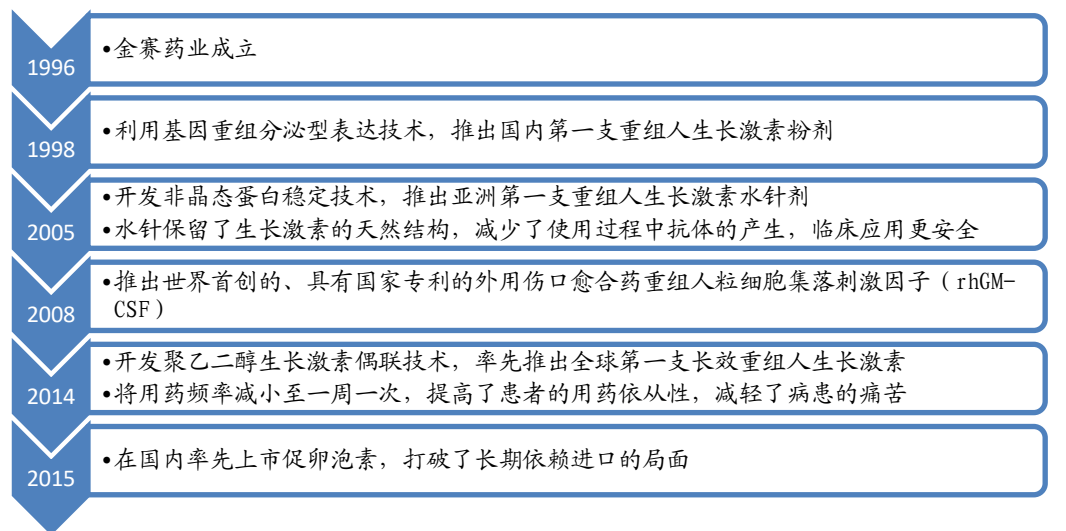 1996
•金赛药业成立
1998
•利用基因重组分泌型表达技术，推出国内第一支重组人生长激素粉剂
2005
•开发非晶态蛋白稳定技术，推出亚洲第一支重组人生长激素水针剂
•水针保留了生长激素的天然结构，减少了使用过程中抗体的产生，临床应用更安全
2008
•推出世界首创的、具有国家专利的外用伤口愈合药重组人粒细胞集落刺激因子（rhGM-
CSF）
2014
•开发聚乙二醇生长激素偶联技术，率先推出全球第一支长效重组人生长激素
•将用药频率减小至一周一次，提高了患者的用药依从性，减轻了病患的痛苦
2015
•在国内率先上市促卵泡素，打破了长期依赖进口的局面